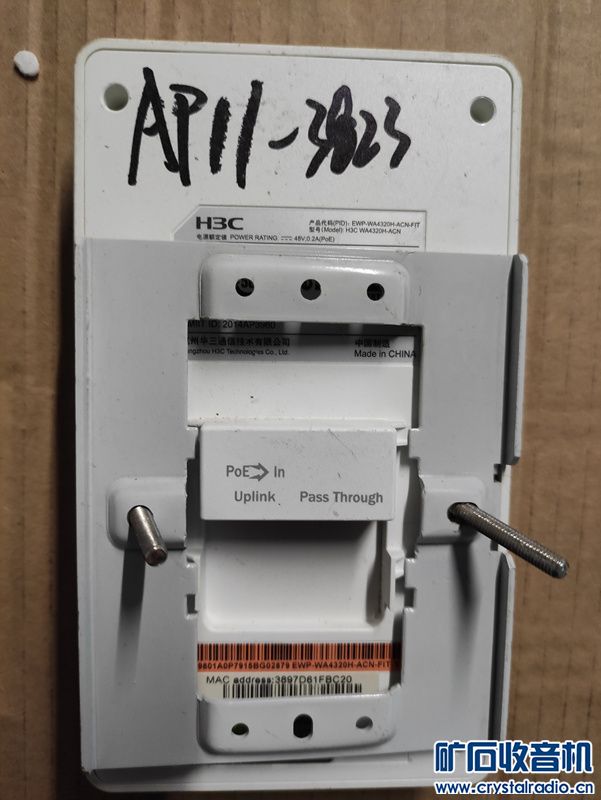 AP11-3823
H3C
产品代码(PID): EWP-WA4320H-ACN-FIT
型号(Model): H3C WA4320H-ACN
电源额定值 POWER RATING ⎓ 48V;0.2A(PoE)
MIIT ID: 2014AP3960
州华三通信技术有限公司
ngzhou H3C Technologies Co., Ltd.
中国制造
Made in CHINA
PoE In
Uplink Pass Through
9801A0P7915BG02879 EWP-WA4320H-ACN-FIT
MAC address:3897D61FBC20
矿石收音机
www.crystalradio.cn